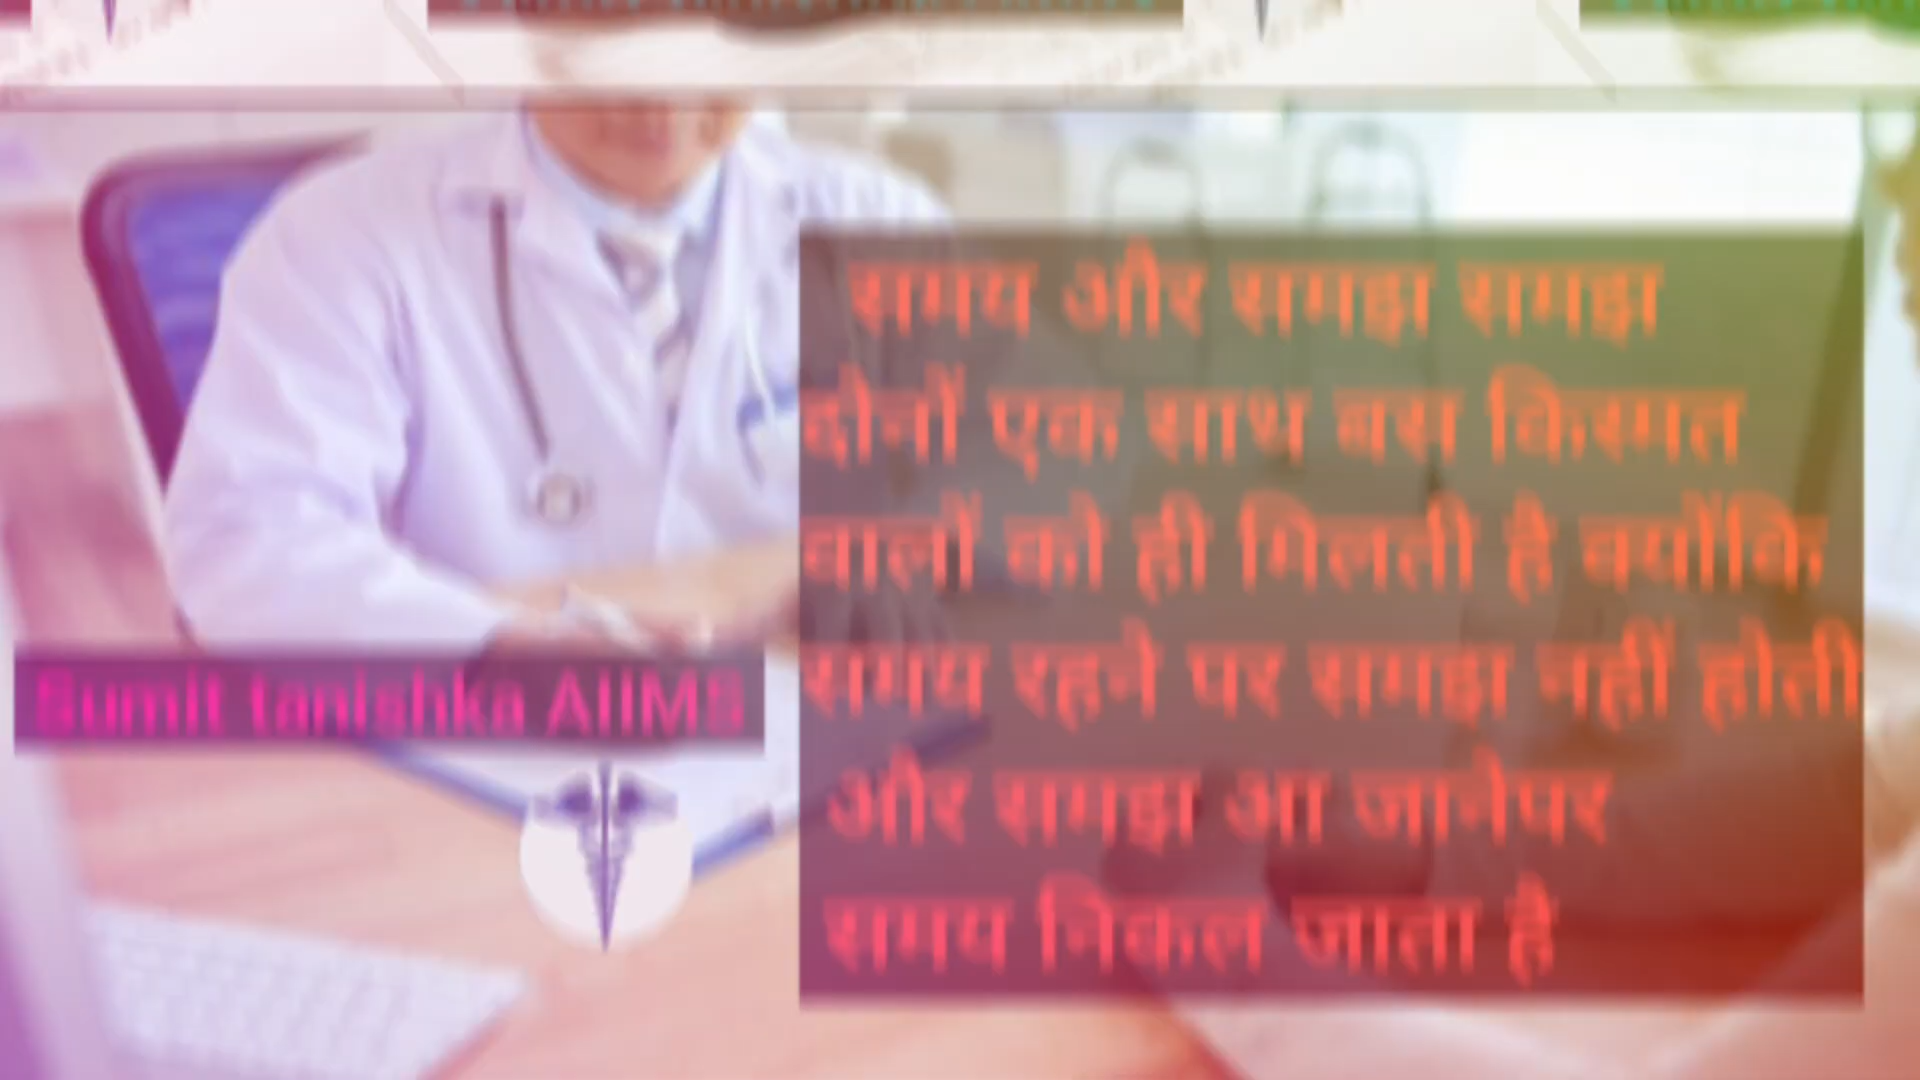 समय और समझ समझ
दोनों एक साथ बस किस्मत
वालों को ही मिलती है क्योंकि
समय रहने पर समझ नहीं होती
और समझ आ जानेपर
समय निकल जाता है
Sumit tanishka AIIMS